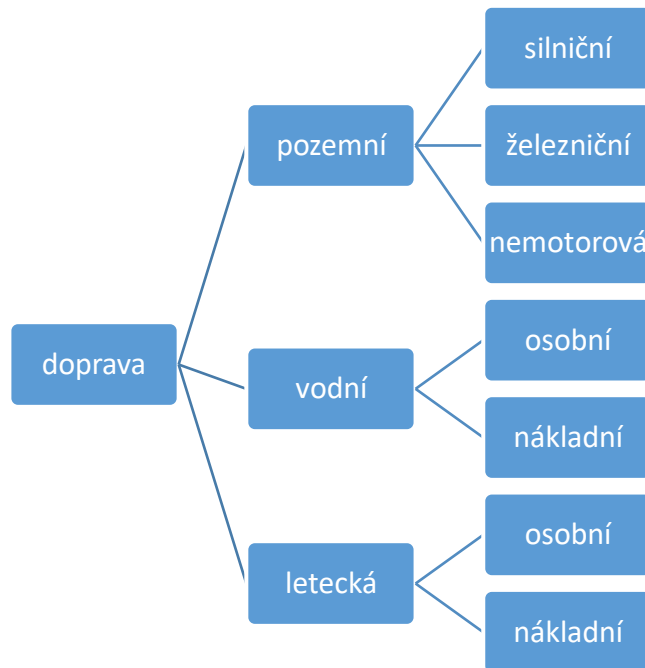 doprava
pozemní
silniční
železniční
nemotorová
vodní
osobní
nákladní
letecká
osobní
nákladní